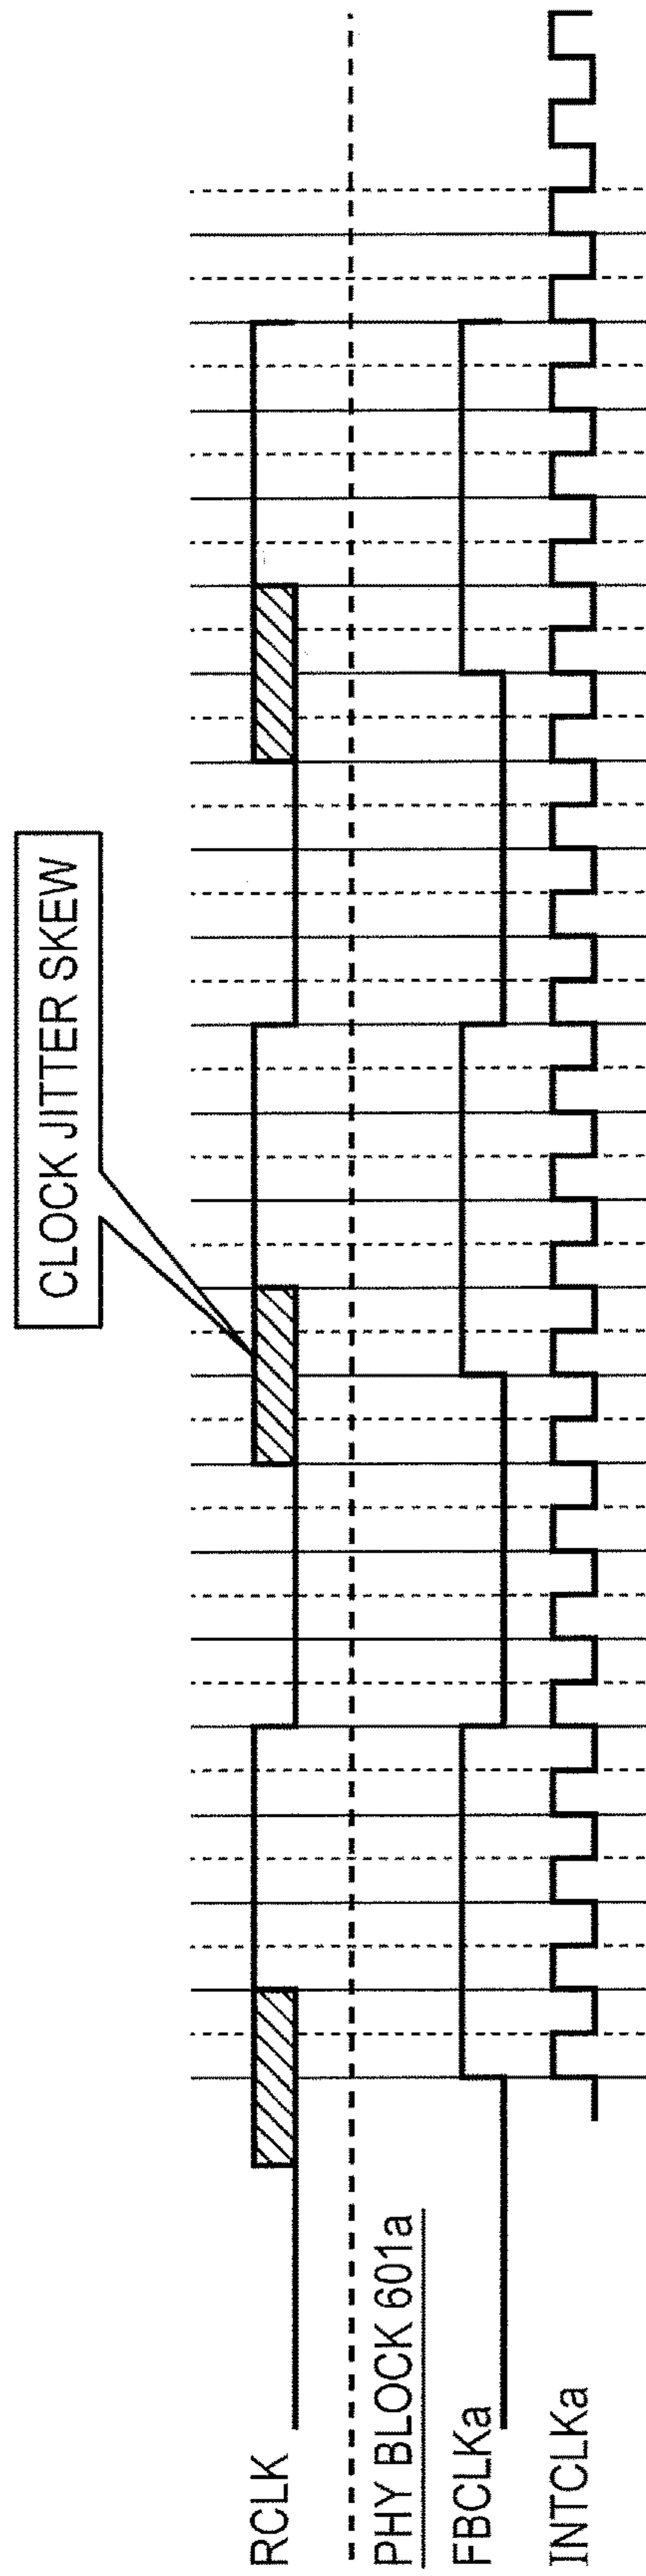 CLOCK JITTER SKEW
RCLK
PHY BLOCK 601a
FBCLKa
INTCLKa